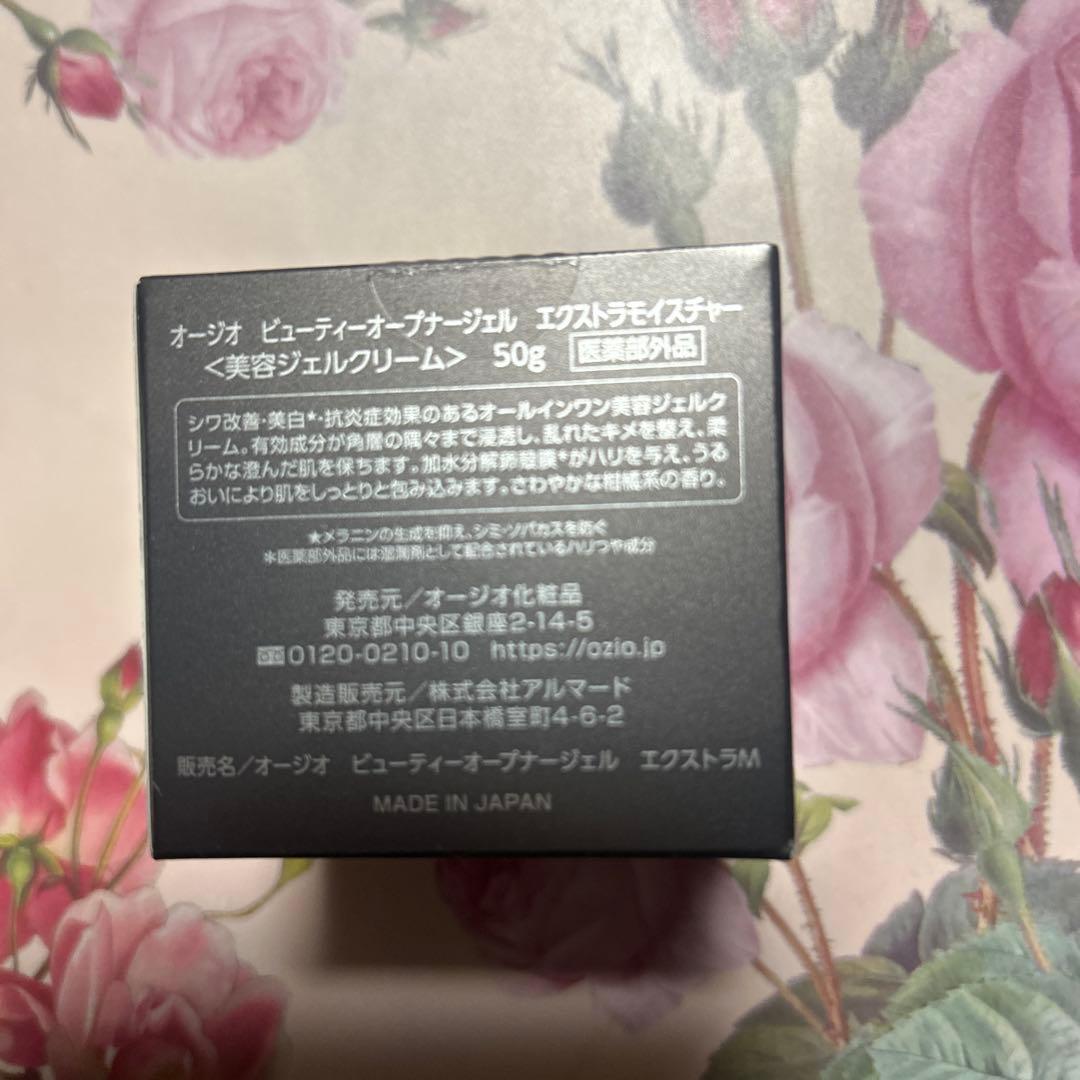 オージオ ビューティーオープナージェル エクストラモイスチャー
＜美容ジェルクリーム＞ 50g 医薬部外品
シワ改善・美白★・抗炎症効果のあるオールインワン美容ジェルク
リーム。有効成分が角層の隅々まで浸透し、乱れたキメを整え、柔
らかな澄んだ肌を保ちます。加水分解卵殻膜*がハリを与え、うる
おいにより肌をしっとりと包み込みます。さわやかな柑橘系の香り。
★メラニンの生成を抑え、シミ・ソバカスを防ぐ
*医薬部外品には湿潤剤として配合されているハリつや成分
発売元／オージオ化粧品
東京都中央区銀座2-14-5
0120-0210-10 https://ozio.jp
製造販売元／株式会社アルマード
東京都中央区日本橋室町4-6-2
販売名／オージオ ビューティーオープナージェル エクストラM
MADE IN JAPAN